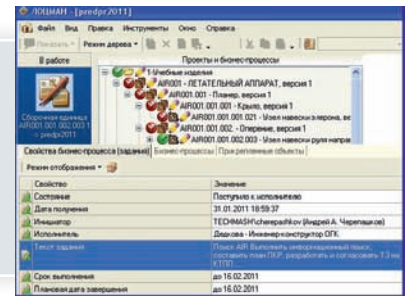 ЛОЦМАН - [predpr2011]
Файл Вид Правка Инструменты Окно Справка
Показать Режим дерева
В работе
Проекты и бизнес-процессы
Сборочная единица
AIR001.001.002.003 1
- predpr2011
1-Учебные изделия
AIR001 - ЛЕТАТЕЛЬНЫЙ АППАРАТ, версия 1
AIR001.001 - Планер, версия 1
AIR001.001.001 - Крыло, версия 1
AIR001.001.001.021 - Узел навески элерона, ве
AIR001.001.002. - Оперение, версия 1
AIR001.001.002.003 - Узел навески руля направ
Свойства бизнес-процесса (задания) Бизнес-процессы Прикрепленные объекты
Режим отображения
Свойство Значение
Состояние Поступило к исполнителю
Дата получения 31.01.2011 18:59:37
Инициатор TECHMASH\cherepashkov (Андрей А. Черепашков)
Исполнитель Дедкова - Инженер-конструктор ОГК
Текст задания Поиск AIR Выполнить информационный поиск,
составить план ПКР, разработать и согласовать ТЗ на
КТПП
Срок выполнения до 16.02.2011
Плановая дата завершения до 16.02.2011